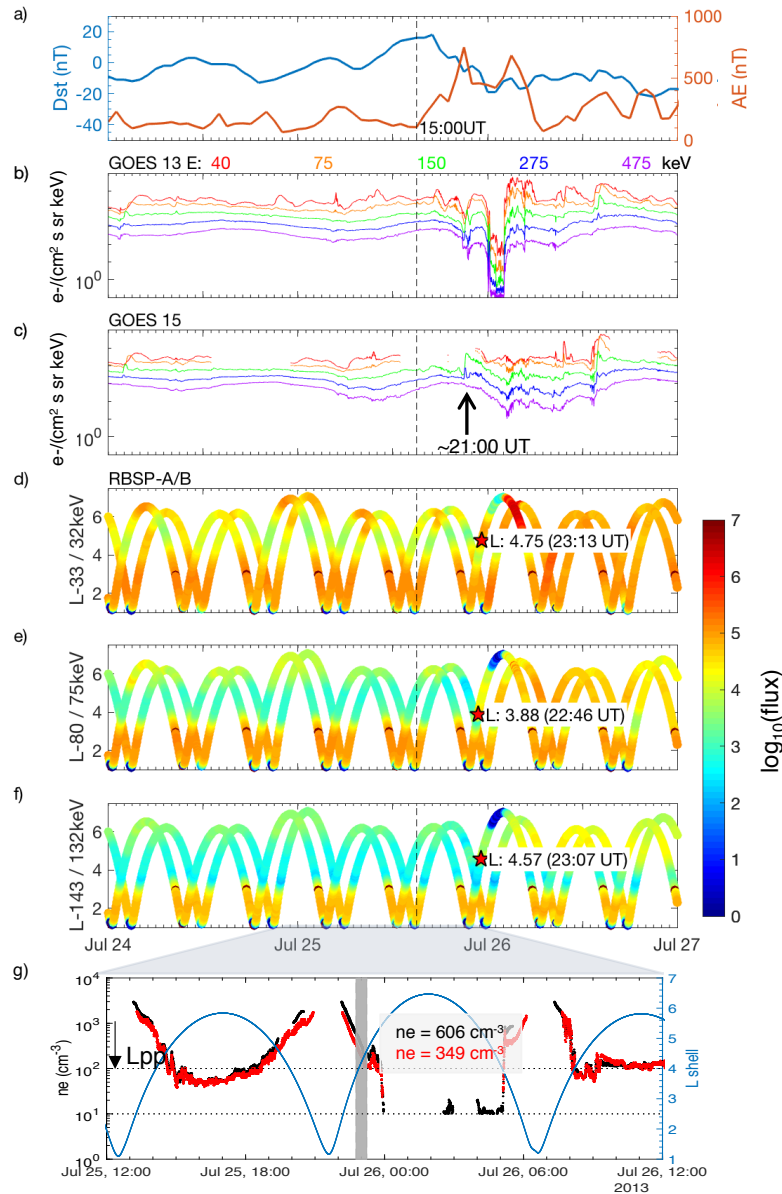 a)
20
0
-20
-40
Dst (nT)
1000
500
0
AE (nT)
15:00UT
b)
GOES 13 E: 40 75 150 275 475 keV
e-/(cm² s sr keV)
10⁰
c)
GOES 15
e-/(cm² s sr keV)
10⁰
~21:00 UT
d)
RBSP-A/B
6
4
2
L-33 / 32keV
L: 4.75 (23:13 UT)
e)
6
4
2
L-80 / 75keV
L: 3.88 (22:46 UT)
f)
6
4
2
L-143 / 132keV
L: 4.57 (23:07 UT)
Jul 24 Jul 25 Jul 26 Jul 27
7
6
5
4
3
2
1
0
log₁₀(flux)
g)
10⁴
10³
10²
10¹
10⁰
ne (cm⁻³)
Lpp
ne = 606 cm⁻³
ne = 349 cm⁻³
7
6
5
4
3
2
1
L shell
Jul 25, 12:00 Jul 25, 18:00 Jul 26, 00:00 Jul 26, 06:00 Jul 26, 12:00
2013